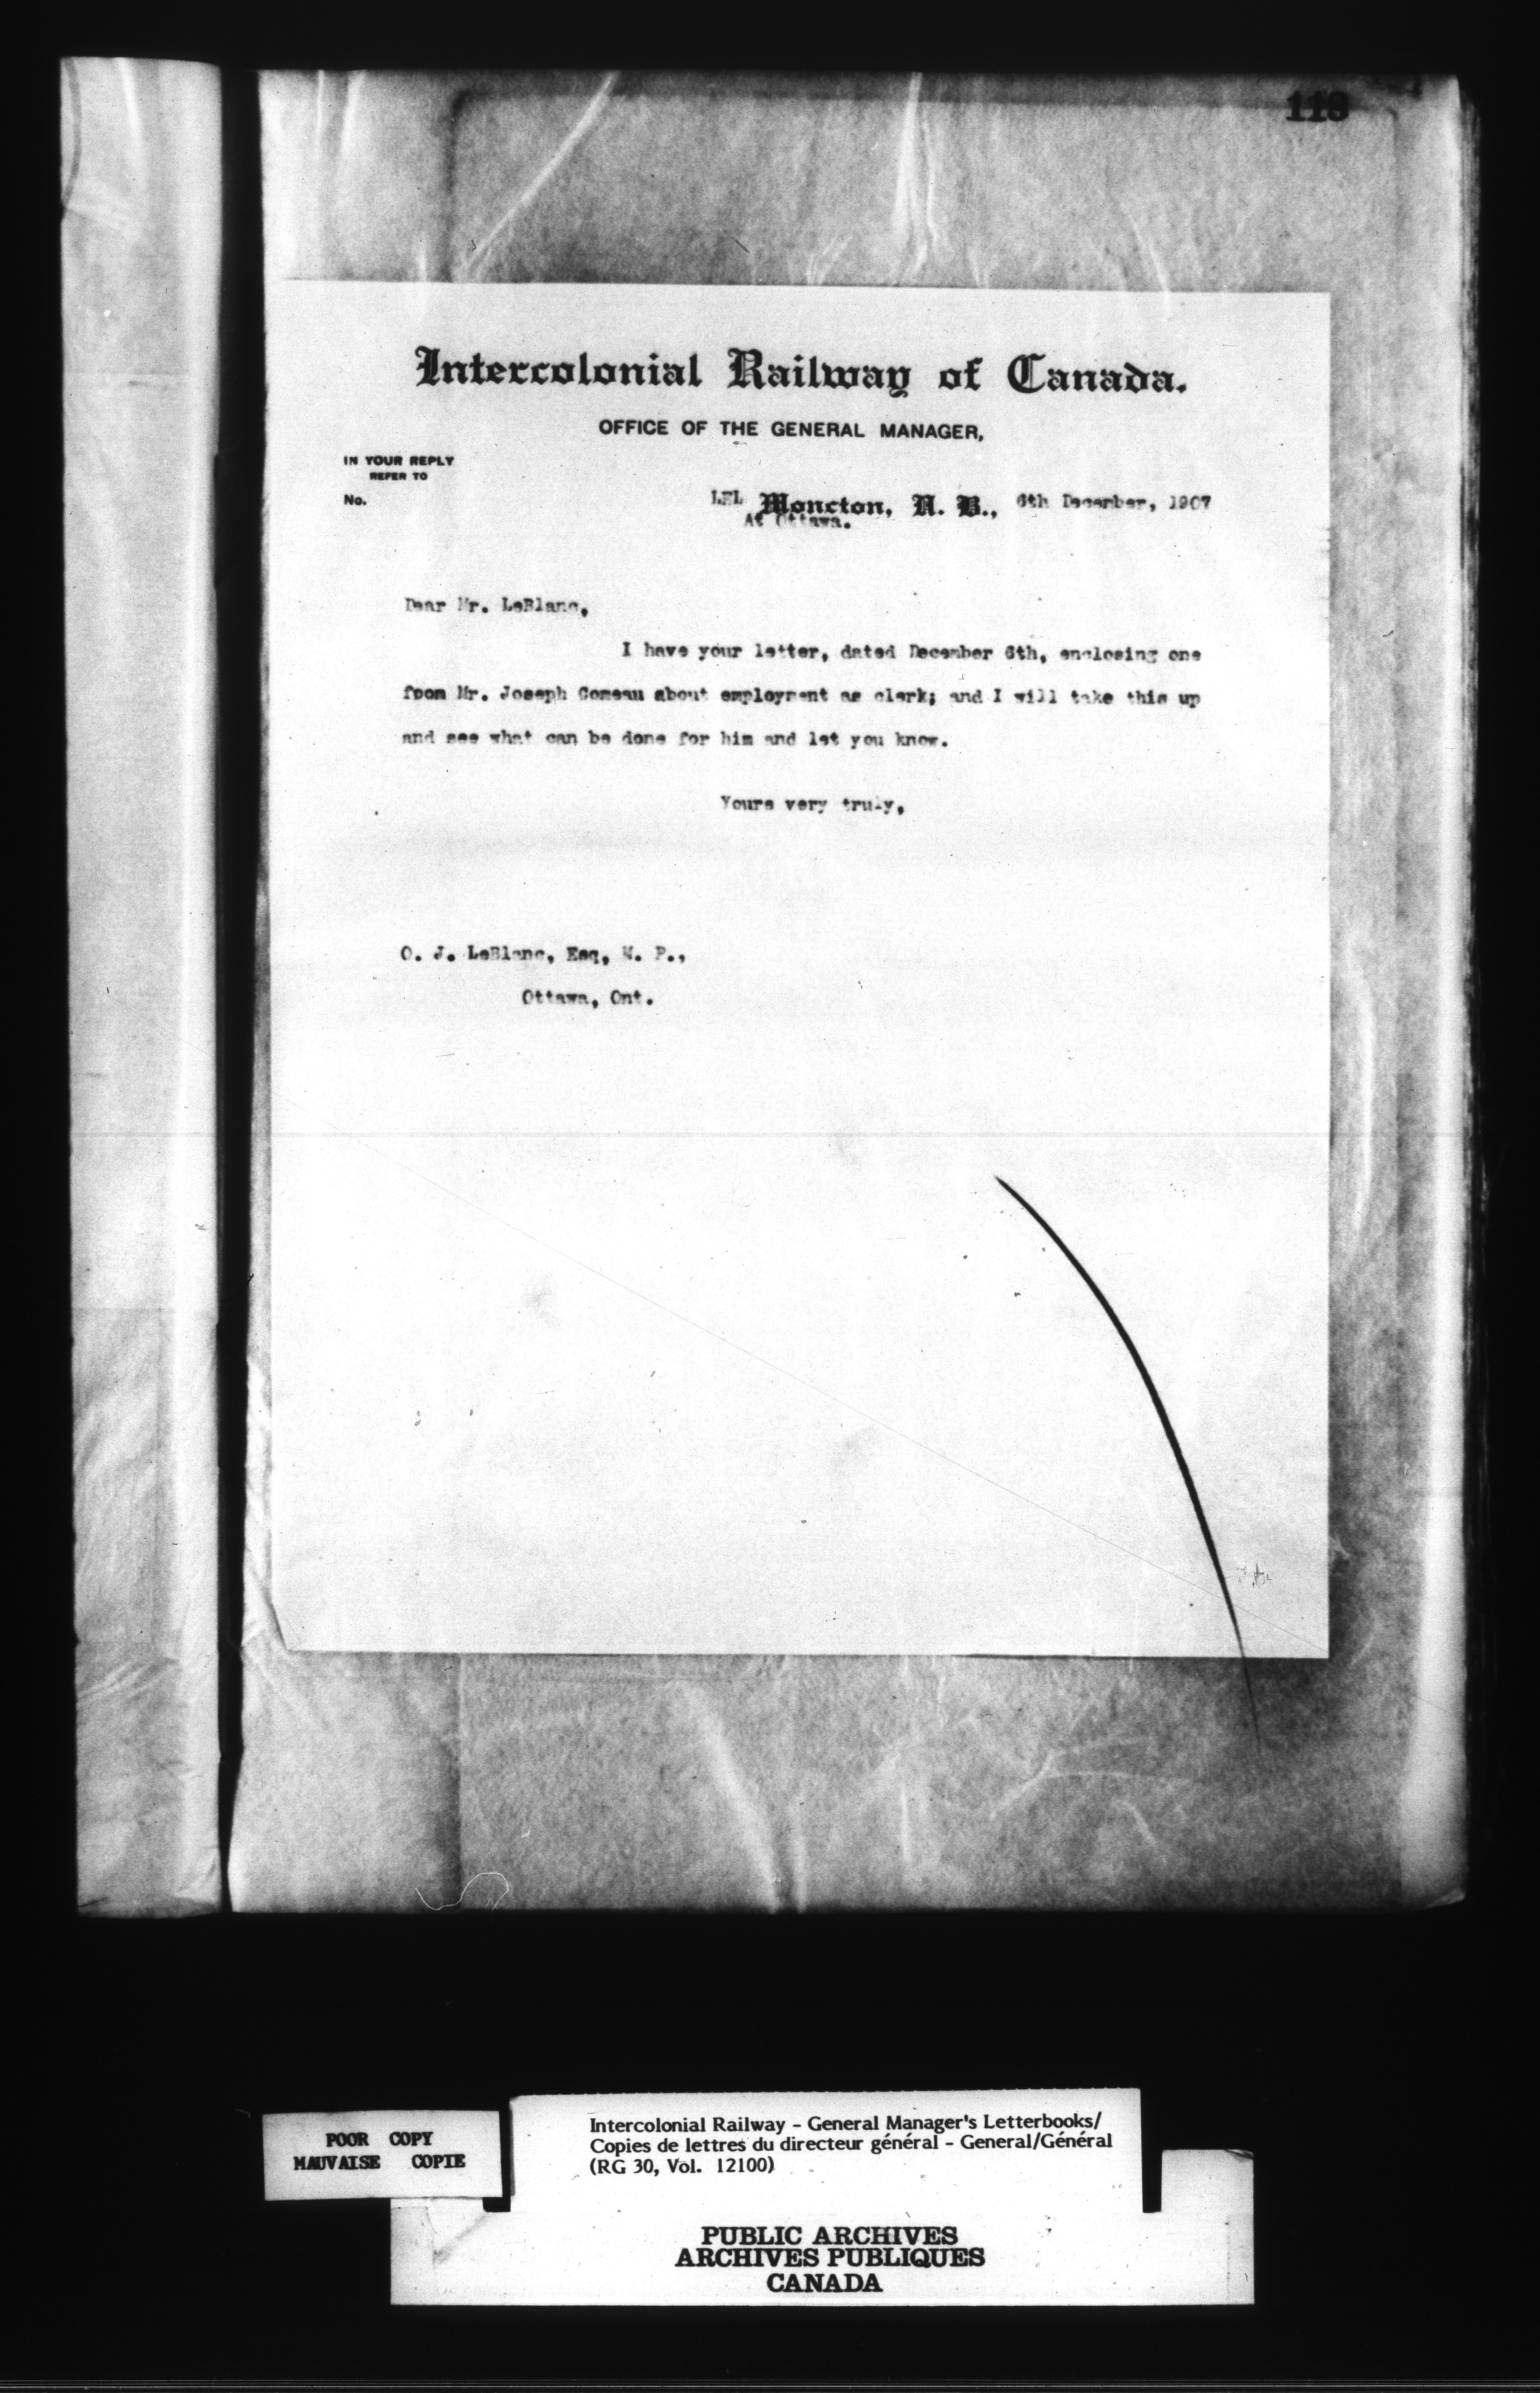 118
Intercolonial Railway of Canada.
OFFICE OF THE GENERAL MANAGER,
IN YOUR REPLY
REFER TO
No.
LFL Moncton, N. B., 6th December, 1907
At Ottawa.
Dear Mr. LeBlanc,
I have your letter, dated December 6th, enclosing one
from Mr. Joseph Comeau about employment as clerk; and I will take this up
and see what can be done for him and let you know.
Yours very truly,
O. J. LeBlanc, Esq, M. P.,
Ottawa, Ont.
POOR COPY
MAUVAISE COPIE
Intercolonial Railway - General Manager's Letterbooks/
Copies de lettres du directeur général - General/Général
(RG 30, Vol. 12100)
PUBLIC ARCHIVES
ARCHIVES PUBLIQUES
CANADA